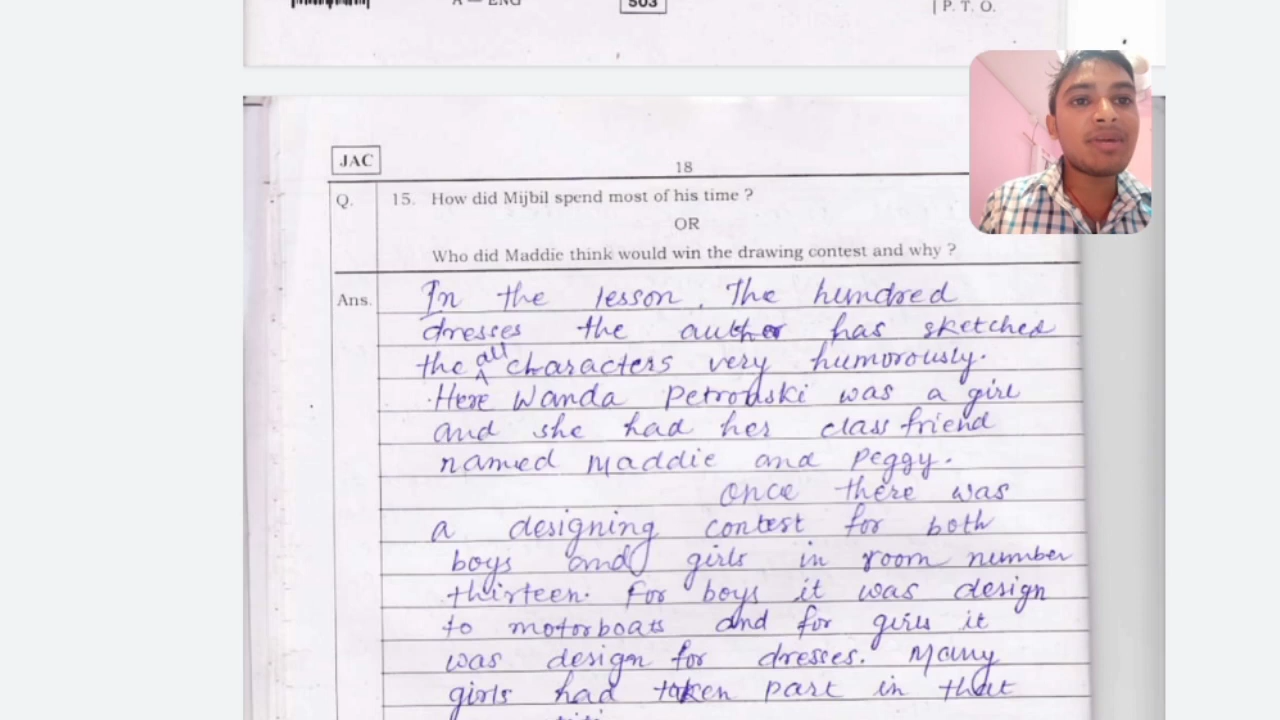 A — ENG
503
P. T. O.
JAC
18
Q. 15. How did Mijbil spend most of his time ?
OR
Who did Maddie think would win the drawing contest and why ?
Ans. In the lesson, The hundred
dresses the author has sketched
the all characters very humorously.
Here Wanda Petronski was a girl
and she had her class friend
named Maddie and Peggy.
Once there was
a designing contest for both
boys and girls in room number
thirteen. For boys it was design
to motorboats and for girls it
was design for dresses. Many
girls had taken part in that